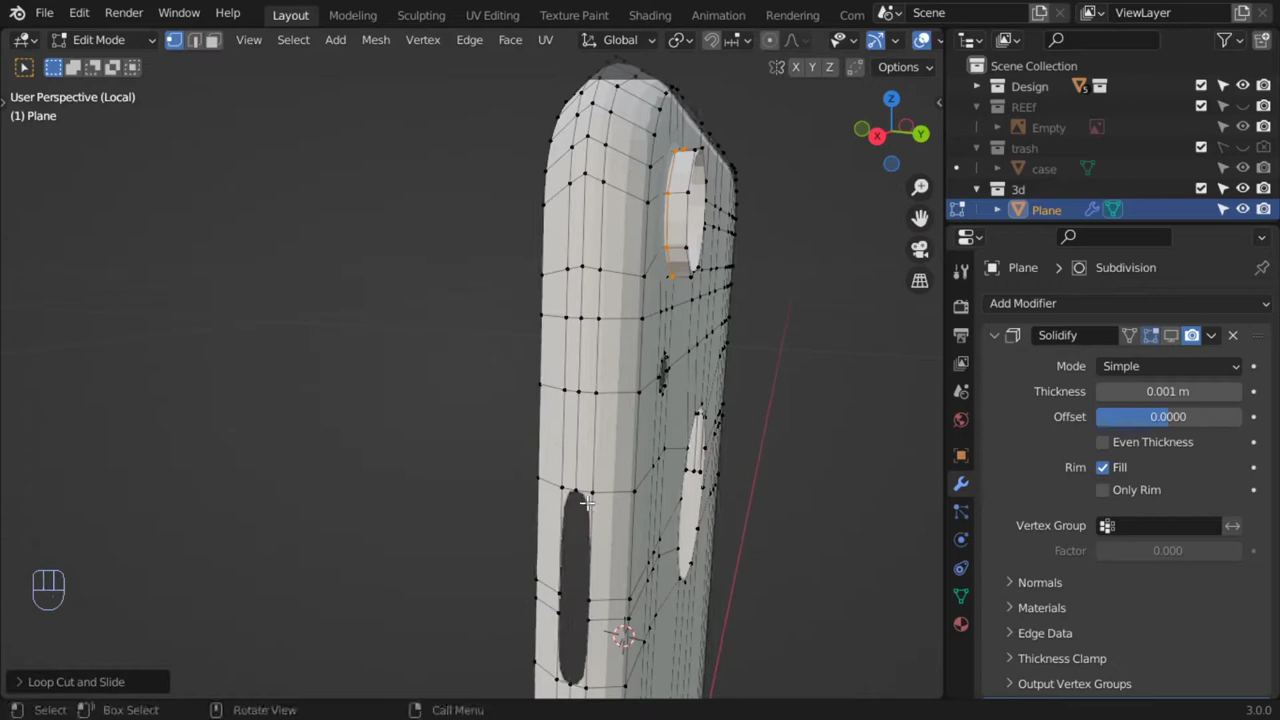 File Edit Render Window Help Layout Modeling Sculpting UV Editing Texture Paint Shading Animation Rendering Com Scene ViewLayer
Edit Mode View Select Add Mesh Vertex Edge Face UV Global
X Y Z Options
User Perspective (Local)
(1) Plane
Z
X Y
Scene Collection
Design 5
REEf
Empty
trash
case
3d
Plane
Plane > Subdivision
Add Modifier
Solidify
Mode Simple
Thickness 0.001 m
Offset 0.0000
Even Thickness
Rim Fill
Only Rim
Vertex Group
Factor 0.000
Normals
Materials
Edge Data
Thickness Clamp
Output Vertex Groups
Loop Cut and Slide
Select Box Select Rotate View Call Menu 3.0.0